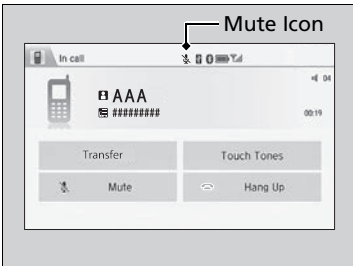 Mute Icon
In call
04
AAA
#########
00:19
Transfer
Touch Tones
Mute
Hang Up